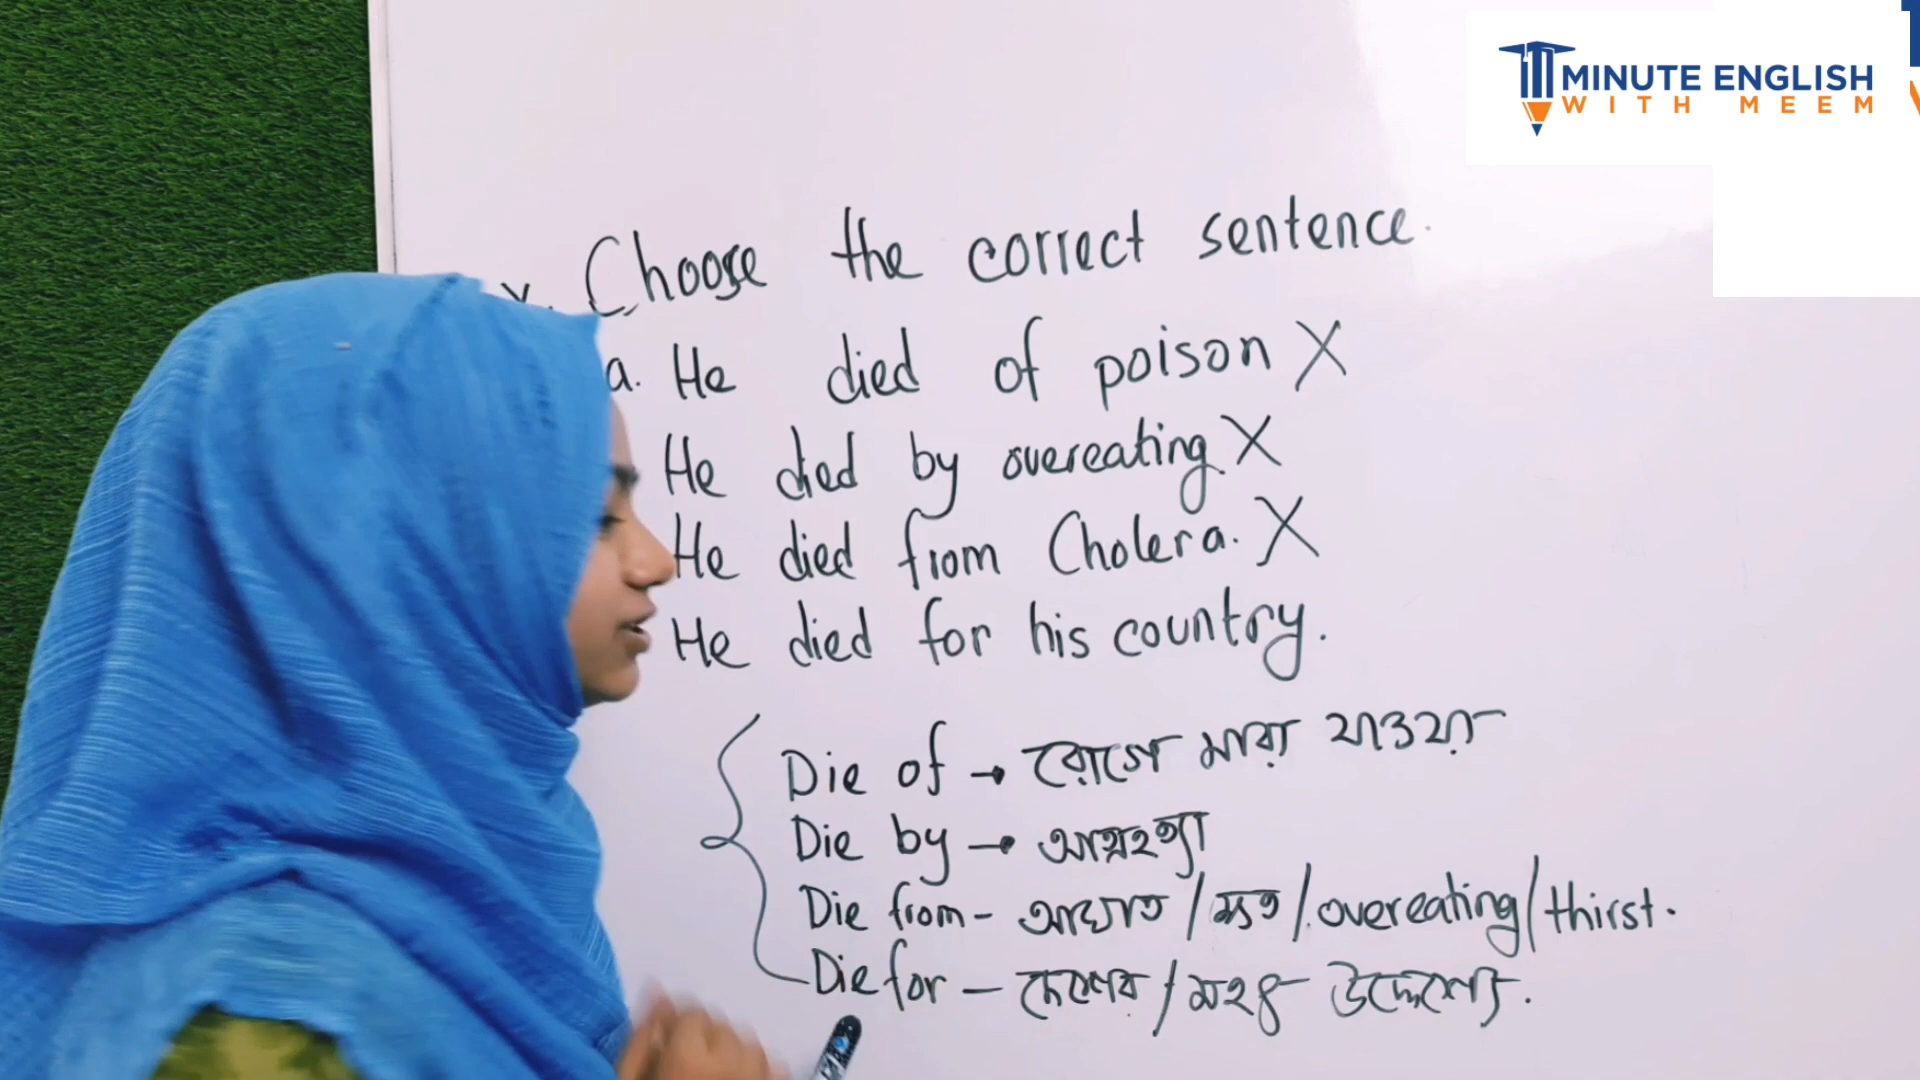 MINUTE ENGLISH
WITH MEEM
Choose the correct sentence.
a. He died of poison X
He died by overeating. X
He died from Cholera. X
He died for his country.
Die of → রোগে মারা যাওয়া
Die by → আত্মহত্যা
Die from - আঘাত / ক্ষত / overeating / thirst.
Die for — দেশের / মহৎ উদ্দেশ্যে.